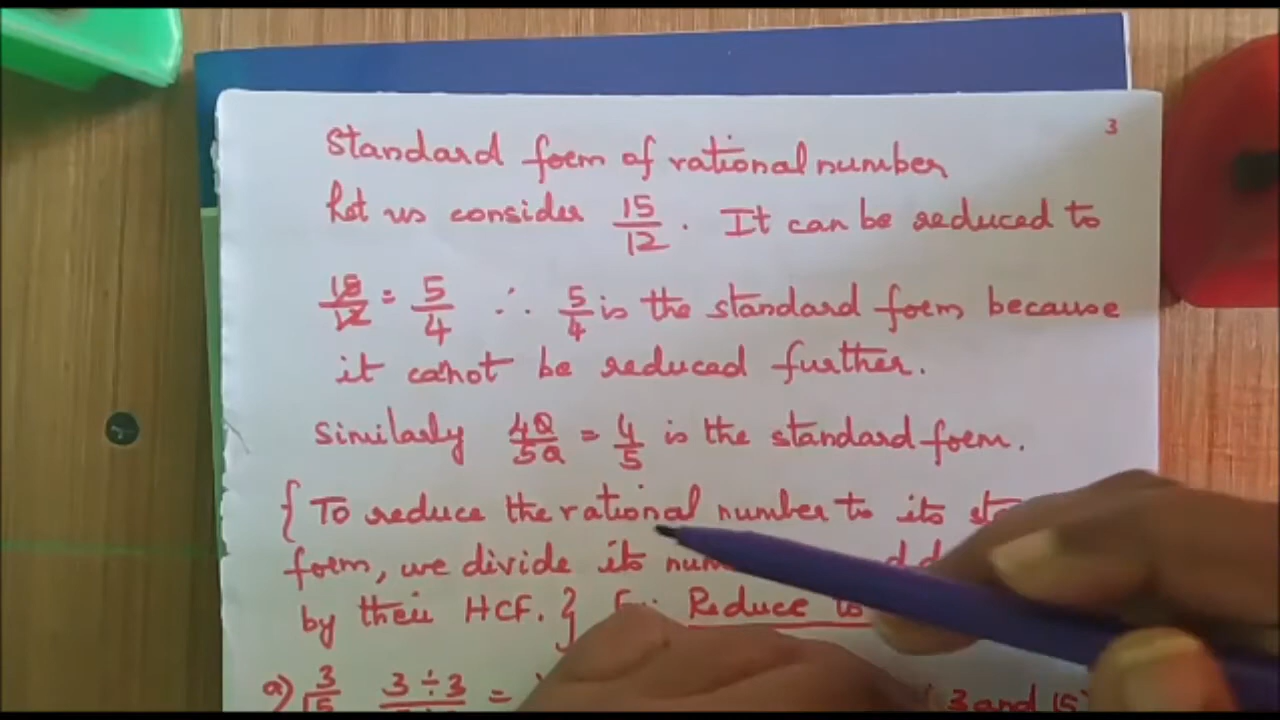 3
Standard form of rational number
Let us consider 15/12. It can be reduced to
15/12 = 5/4 ∴ 5/4 is the standard form because
it canot be reduced further.
Similarly 40/50 = 4/5 is the standard form.
{ To reduce the rational number to its
form, we divide its
by their HCF. } Reduce to
a) 3/15 3 ÷ 3 = ( 3 and 15)